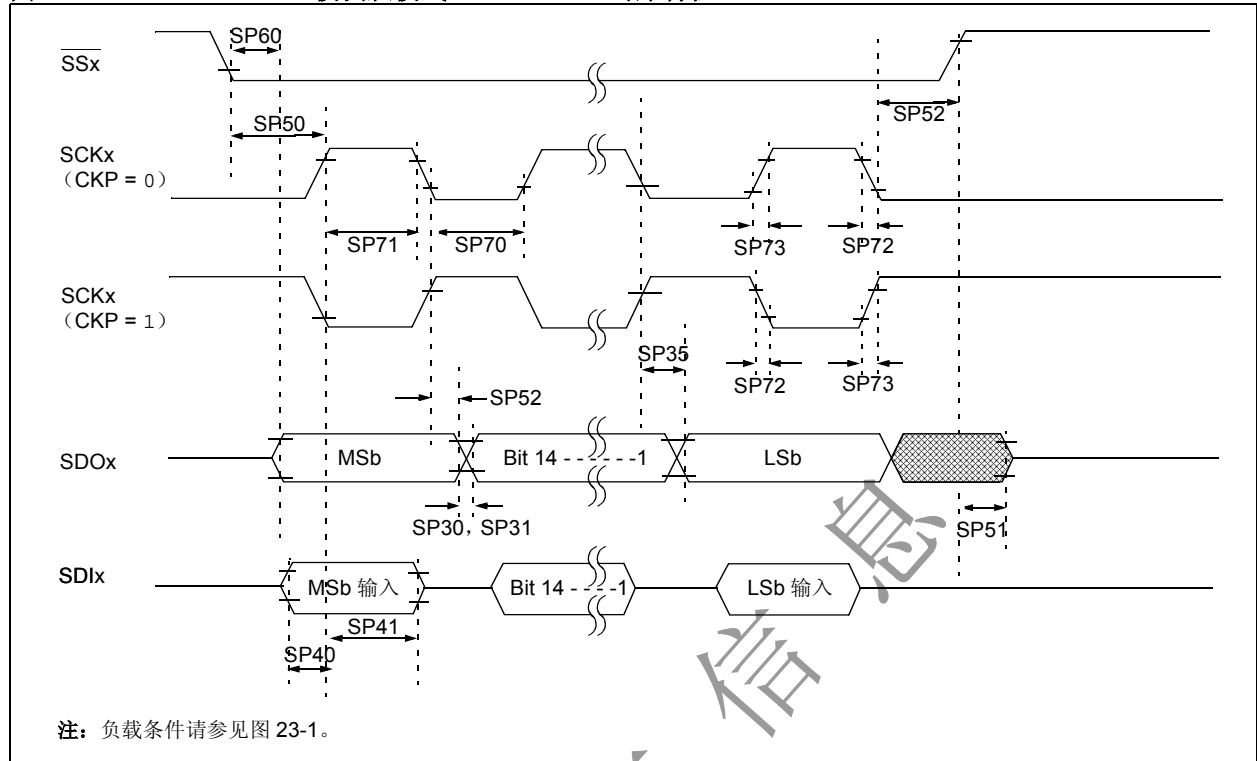 SP60
SSx
SP50
SP52
SCKx
（CKP = 0）
SP71
SP70
SP73
SP72
SCKx
（CKP = 1）
SP35
SP72
SP73
SP52
SDOx
MSb
Bit 14 - - - - - -1
LSb
SP30，SP31
SP51
SDIx
MSb 输入
Bit 14 - - - -1
LSb 输入
SP41
SP40
信息
注：负载条件请参见图 23-1。